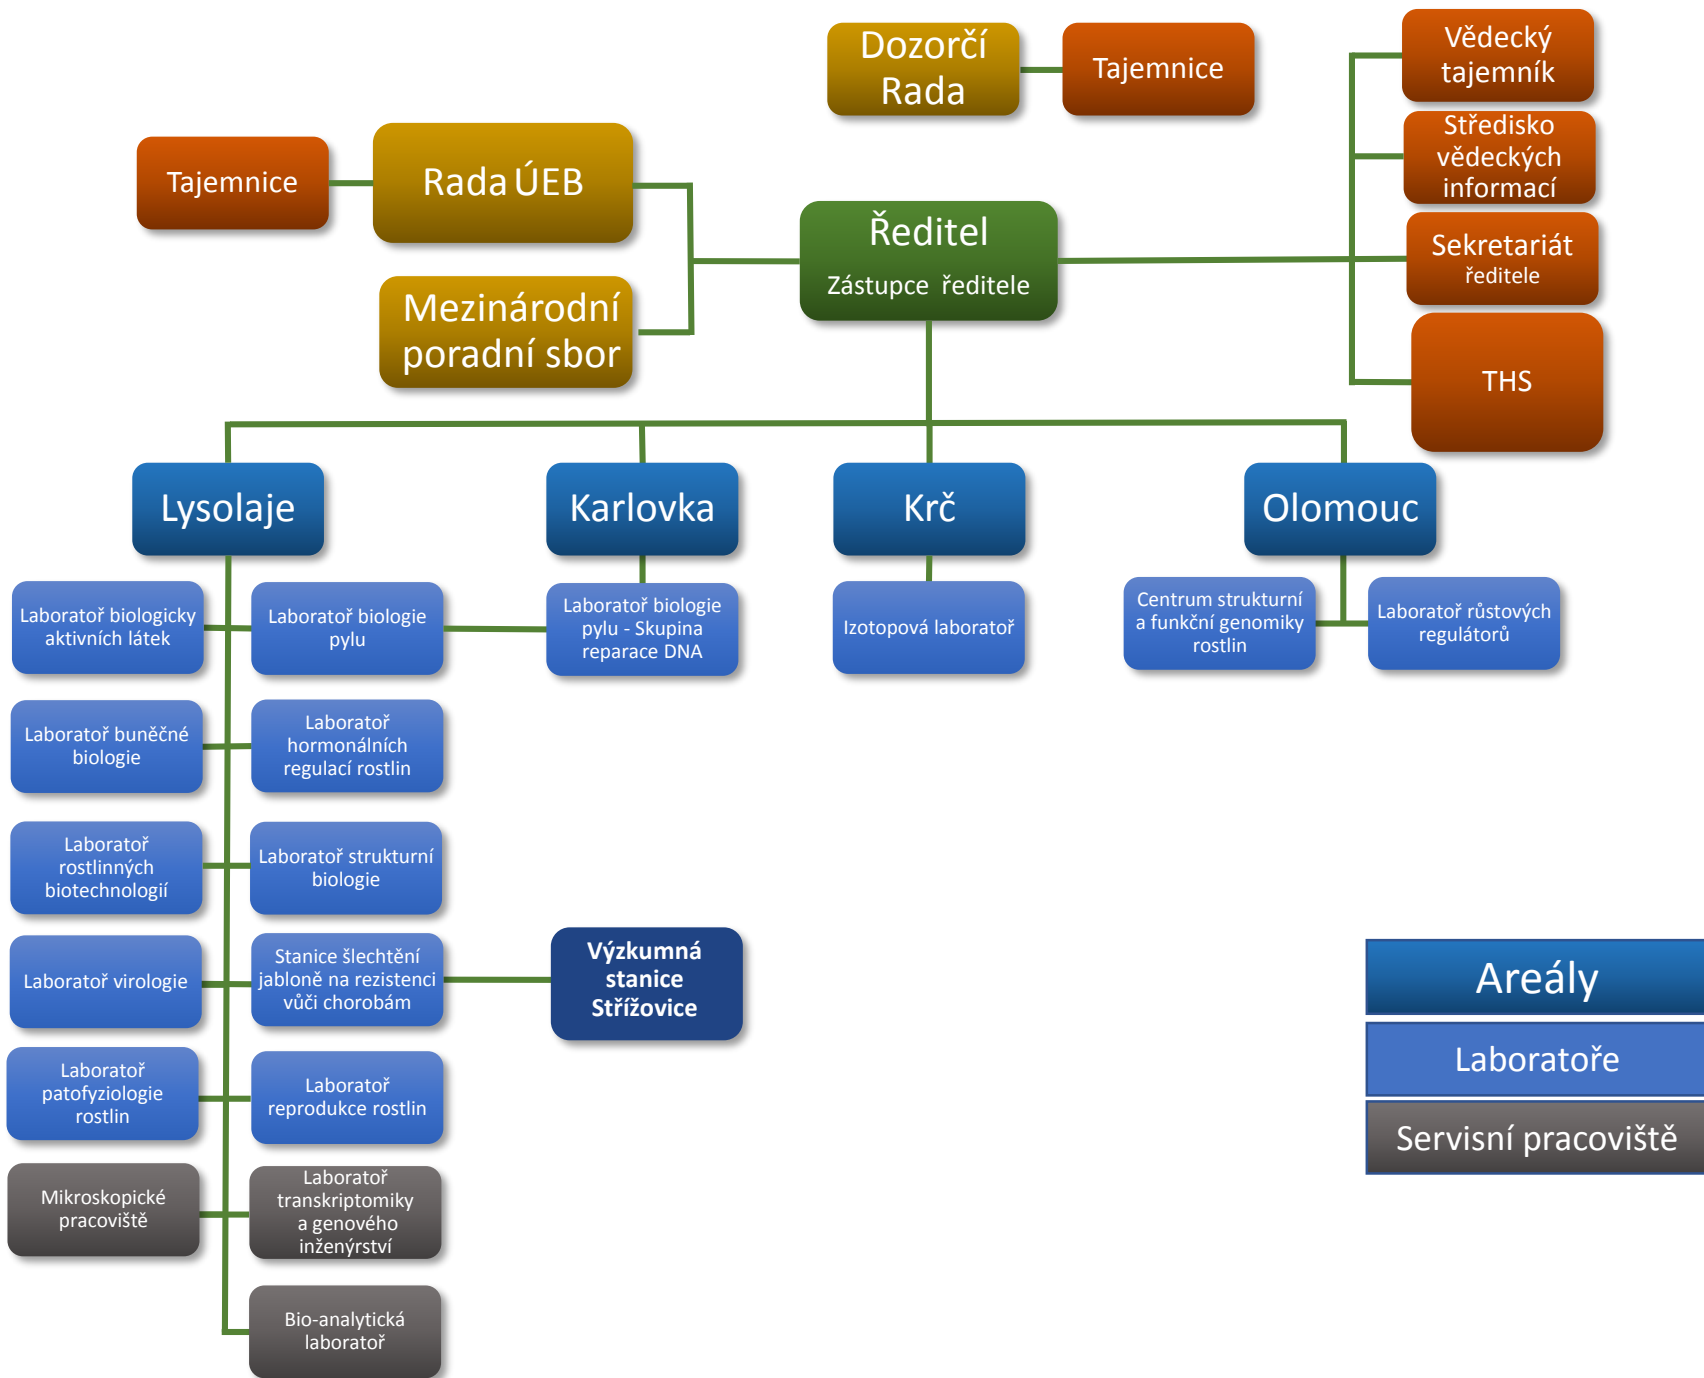 Dozorčí
Rada
Tajemnice
Vědecký
tajemník
Středisko
vědeckých
informací
Sekretariát
ředitele
THS
Tajemnice
Rada ÚEB
Mezinárodní
poradní sbor
Ředitel
Zástupce ředitele
Lysolaje
Karlovka
Krč
Olomouc
Laboratoř biologicky
aktivních látek
Laboratoř biologie
pylu
Laboratoř biologie
pylu - Skupina
reparace DNA
Izotopová laboratoř
Centrum strukturní
a funkční genomiky
rostlin
Laboratoř růstových
regulátorů
Laboratoř buněčné
biologie
Laboratoř
hormonálních
regulací rostlin
Laboratoř
rostlinných
biotechnologií
Laboratoř strukturní
biologie
Laboratoř virologie
Stanice šlechtění
jabloně na rezistenci
vůči chorobám
Výzkumná
stanice
Střížovice
Laboratoř
patofyziologie
rostlin
Laboratoř
reprodukce rostlin
Mikroskopické
pracoviště
Laboratoř
transkriptomiky
a genového
inženýrství
Bio-analytická
laboratoř
Areály
Laboratoře
Servisní pracoviště